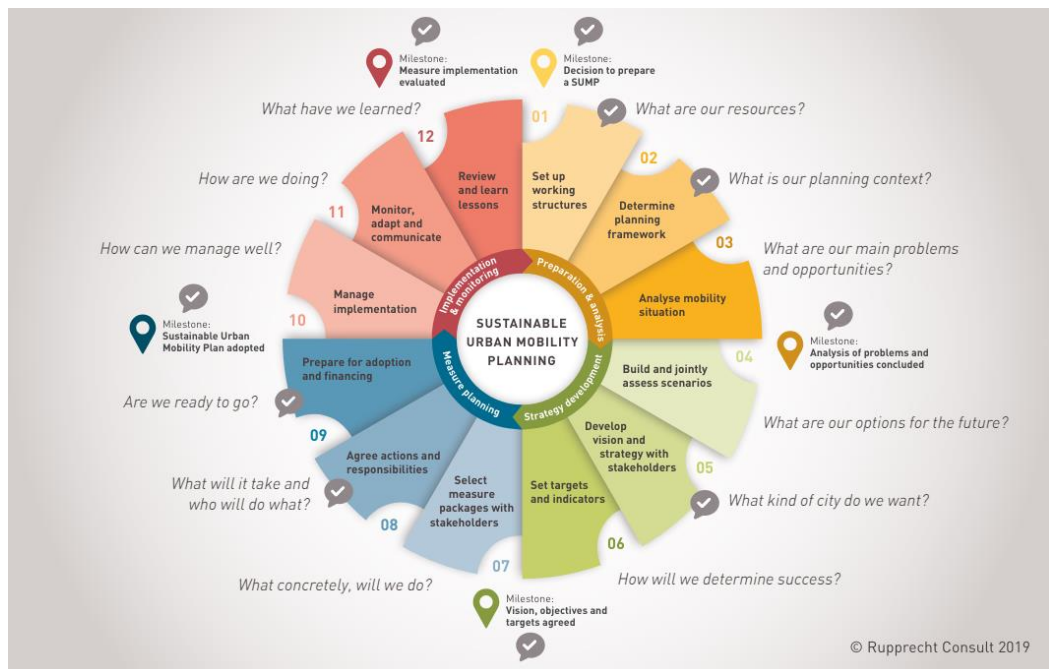 Milestone:
Measure implementation
evaluated
Milestone:
Decision to prepare
a SUMP
What have we learned?
What are our resources?
12
01
Review
and learn
lessons
Set up
working
structures
02
What is our planning context?
Determine
planning
framework
03
What are our main problems
and opportunities?
Analyse mobility
situation
Milestone:
Analysis of problems and
opportunities concluded
04
Build and jointly
assess scenarios
What are our options for the future?
05
Develop
vision and
strategy with
stakeholders
What kind of city do we want?
06
Set targets
and indicators
How will we determine success?
Milestone:
Vision, objectives and
targets agreed
07
Select
measure
packages with
stakeholders
What concretely, will we do?
08
Agree actions and
responsibilities
What will it take and
who will do what?
09
Prepare for adoption
and financing
Are we ready to go?
Milestone:
Sustainable Urban
Mobility Plan adopted
10
Manage
implementation
How can we manage well?
11
Monitor,
adapt and
communicate
How are we doing?
Implementation
& monitoring
Preparation & analysis
Strategy development
Measure planning
SUSTAINABLE
URBAN MOBILITY
PLANNING
© Rupprecht Consult 2019